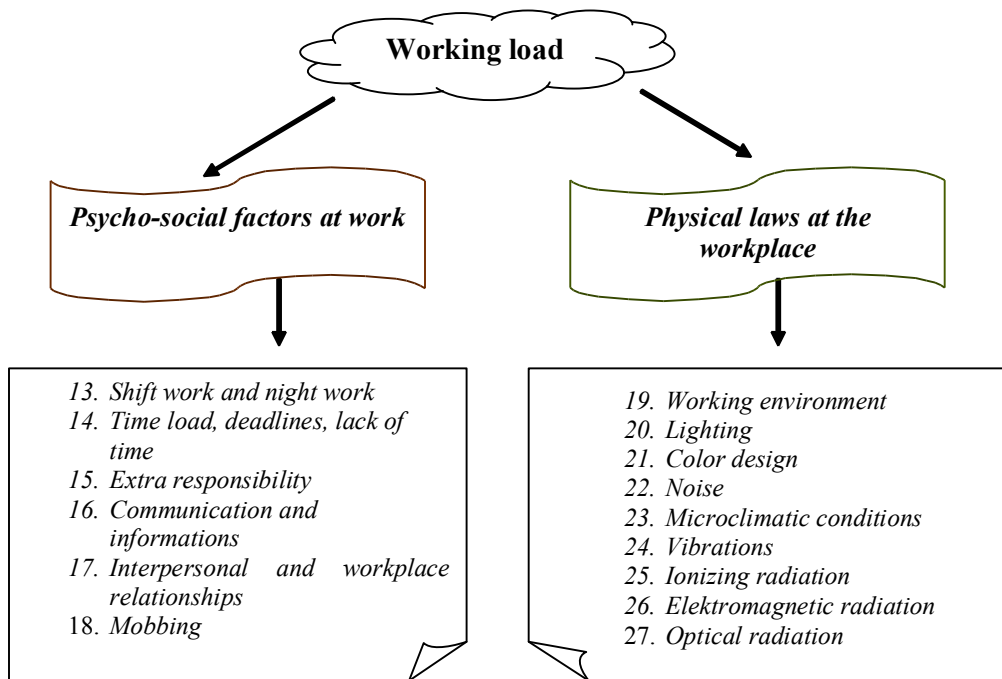 Working load
Psycho-social factors at work
Physical laws at the
workplace
13. Shift work and night work
14. Time load, deadlines, lack of
time
15. Extra responsibility
16. Communication and
informations
17. Interpersonal and workplace
relationships
18. Mobbing
19. Working environment
20. Lighting
21. Color design
22. Noise
23. Microclimatic conditions
24. Vibrations
25. Ionizing radiation
26. Elektromagnetic radiation
27. Optical radiation